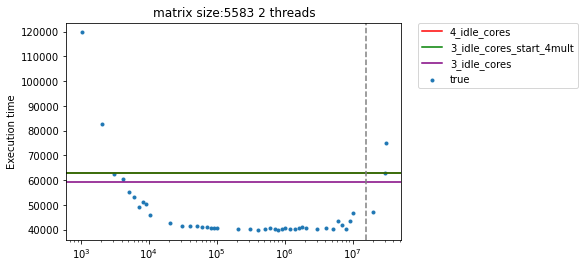 matrix size:5583 2 threads
Execution time
120000
110000
100000
90000
80000
70000
60000
50000
40000
10³
10⁴
10⁵
10⁶
10⁷
4_idle_cores
3_idle_cores_start_4mult
3_idle_cores
true